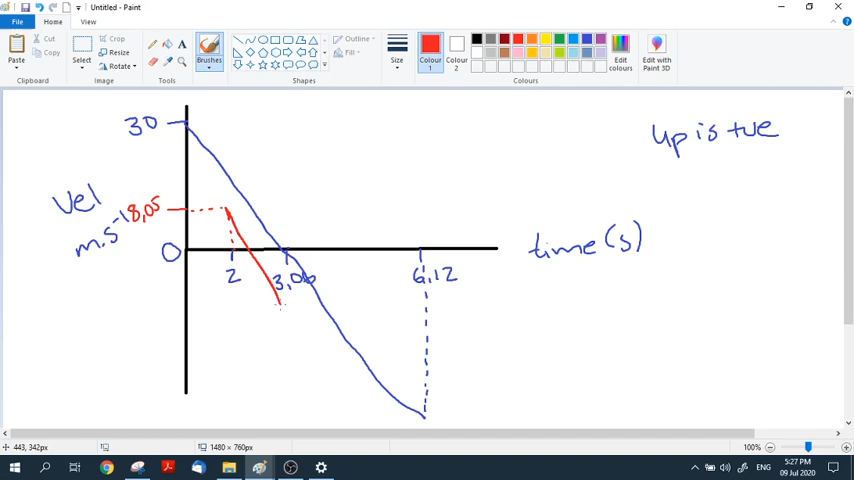 Untitled - Paint
File Home View
Paste Cut Copy Clipboard
Select Crop Resize Rotate Image
Tools
Brushes
Shapes Outline Fill
Size
Colour 1
Colour 2
Edit colours
Edit with Paint 3D
Colours
30
up is +ve
Vel
m.s⁻¹
8,05
0
time (s)
2
3,06
6,12
443, 342px
1480 × 760px
100%
ENG
5:27 PM
09 Jul 2020